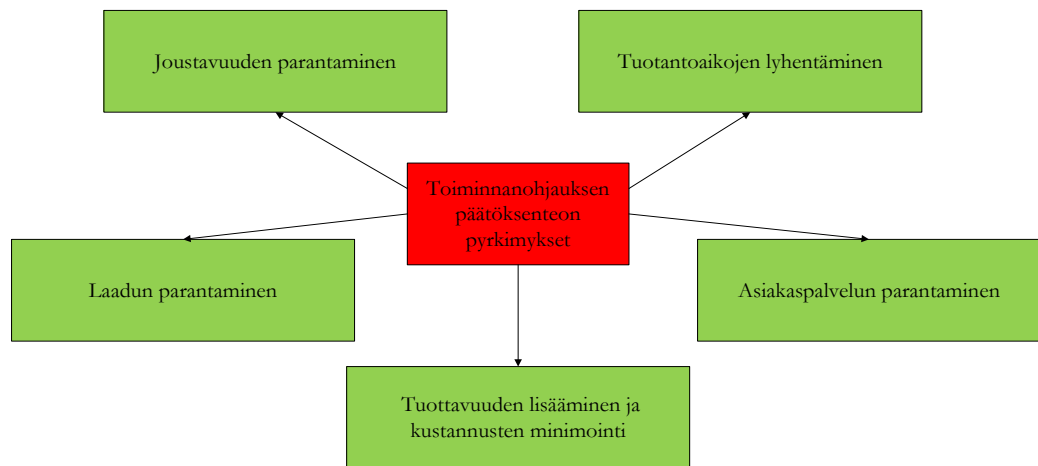 Joustavuuden parantaminen
Tuotantoaikojen lyhentäminen
Toiminnanohjauksen
päätöksenteon
pyrkimykset
Laadun parantaminen
Asiakaspalvelun parantaminen
Tuottavuuden lisääminen ja
kustannusten minimointi